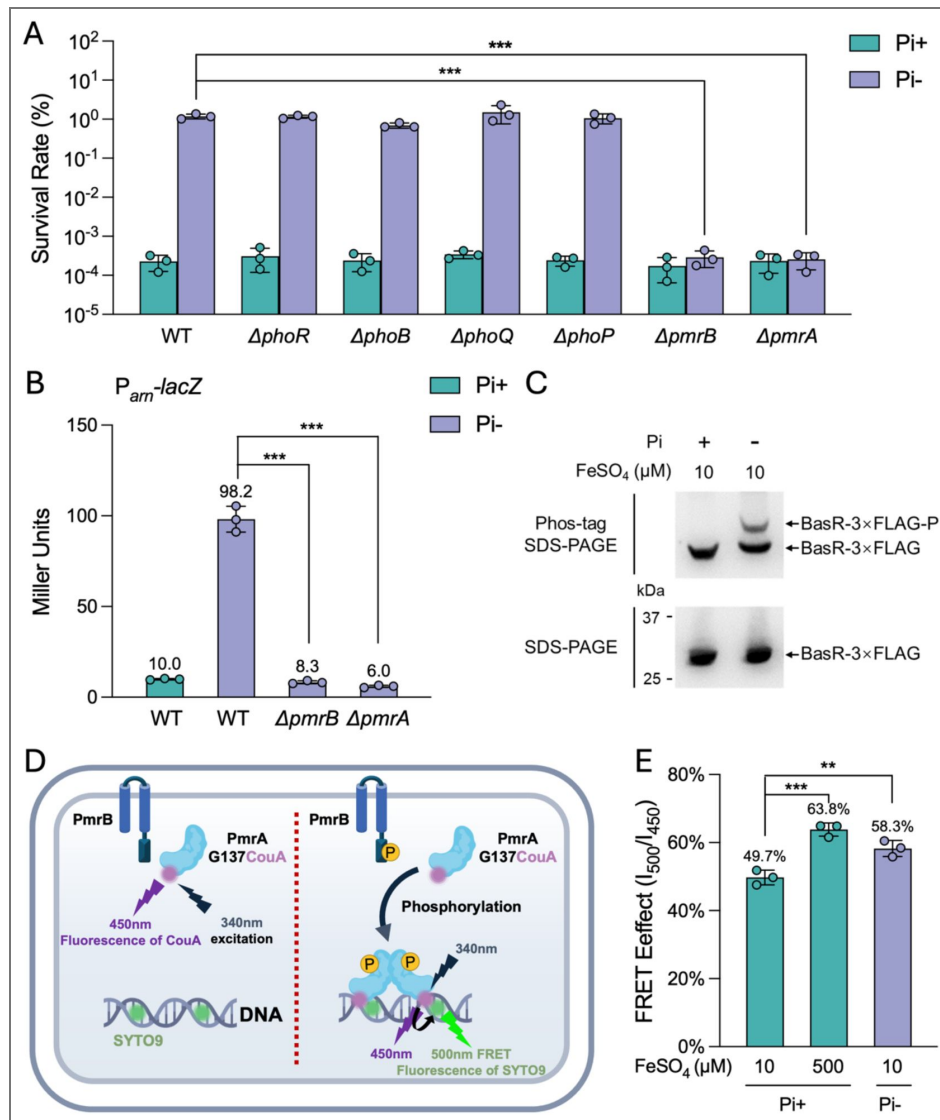 A
Survival Rate (%)
10²
10¹
10⁰
10⁻¹
10⁻²
10⁻³
10⁻⁴
10⁻⁵
***
***
Pi+
Pi-
WT
ΔphoR
ΔphoB
ΔphoQ
ΔphoP
ΔpmrB
ΔpmrA
B
P_arn-lacZ
Pi+
Pi-
Miller Units
150
100
50
0
***
***
98.2
10.0
8.3
6.0
WT
WT
ΔpmrB
ΔpmrA
C
Pi + -
FeSO₄ (µM) 10 10
Phos-tag
SDS-PAGE
BasR-3×FLAG-P
BasR-3×FLAG
kDa
37
SDS-PAGE
BasR-3×FLAG
25
D
PmrB
PmrA
G137CouA
450nm
Fluorescence of CouA
340nm
excitation
DNA
SYTO9
PmrB
P
PmrA
G137CouA
Phosphorylation
P
P
340nm
450nm
500nm FRET
Fluorescence of SYTO9
E
FRET Eeffect (I₅₀₀/I₄₅₀)
80%
60%
40%
20%
0%
**
***
63.8%
58.3%
49.7%
FeSO₄ (µM) 10 500 10
Pi+ Pi-